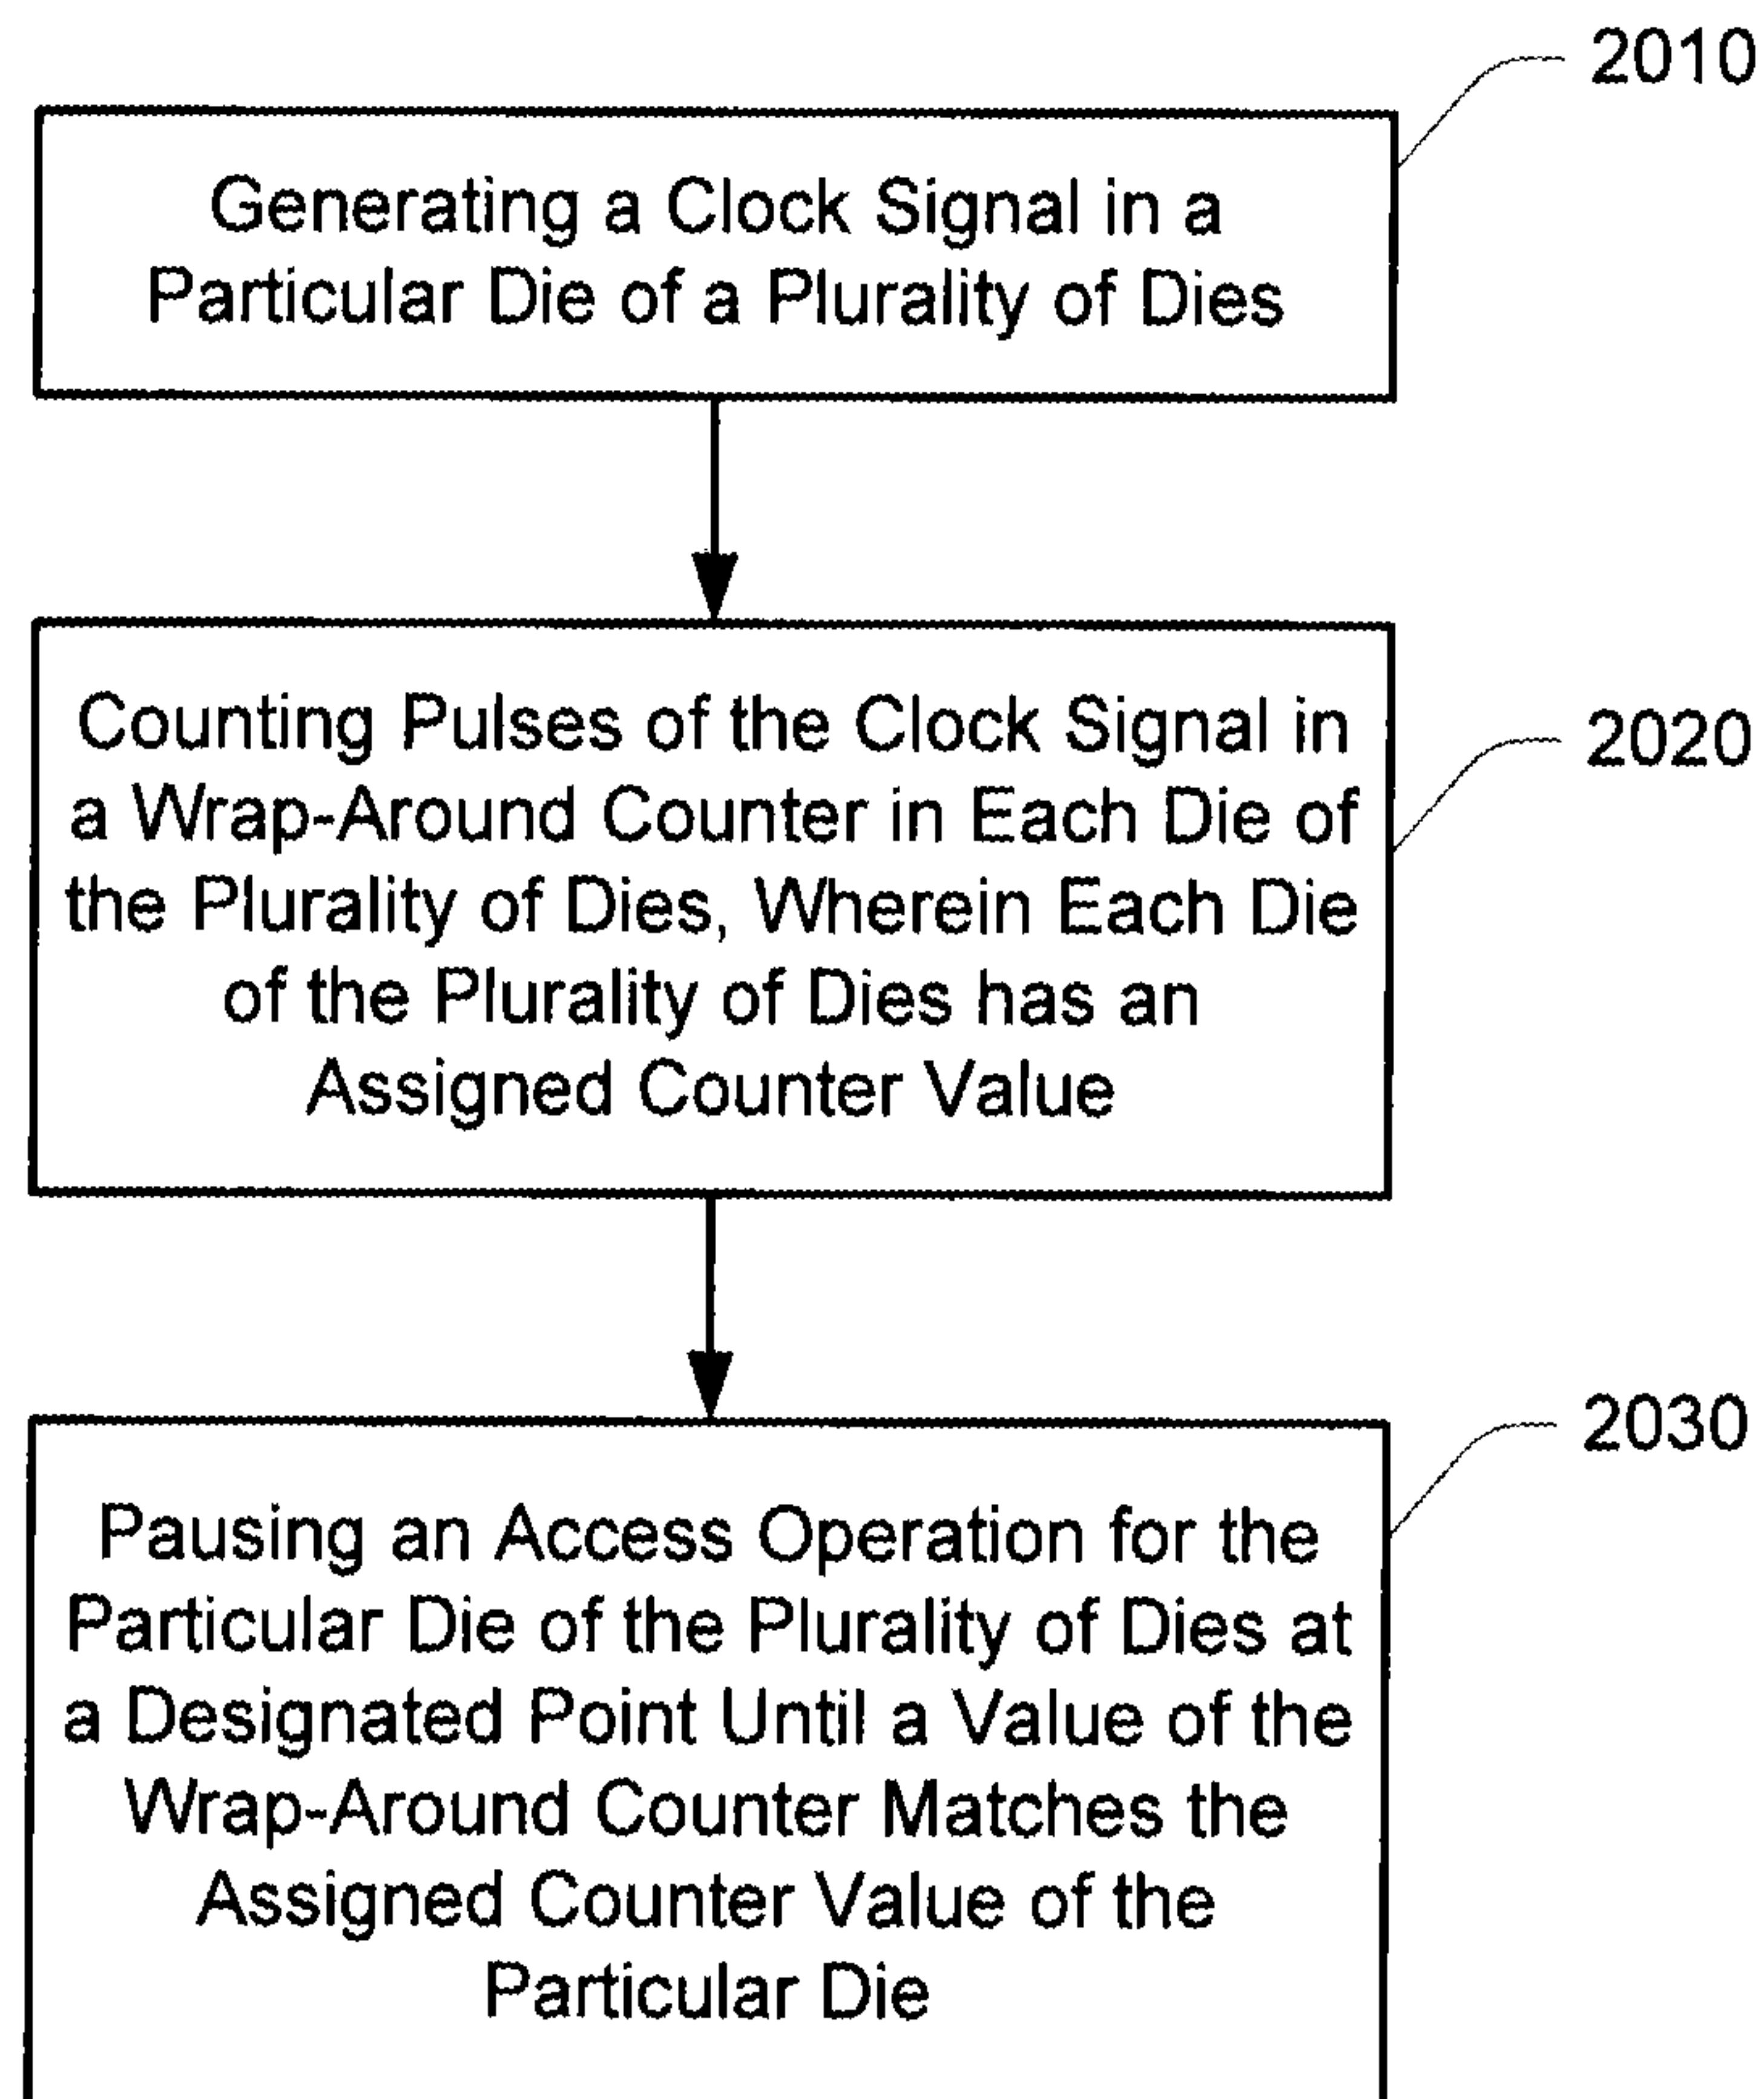 2010
Generating a Clock Signal in a
Particular Die of a Plurality of Dies
Counting Pulses of the Clock Signal in
a Wrap-Around Counter in Each Die of
the Plurality of Dies, Wherein Each Die
of the Plurality of Dies has an
Assigned Counter Value
2020
Pausing an Access Operation for the
Particular Die of the Plurality of Dies at
a Designated Point Until a Value of the
Wrap-Around Counter Matches the
Assigned Counter Value of the
Particular Die
2030